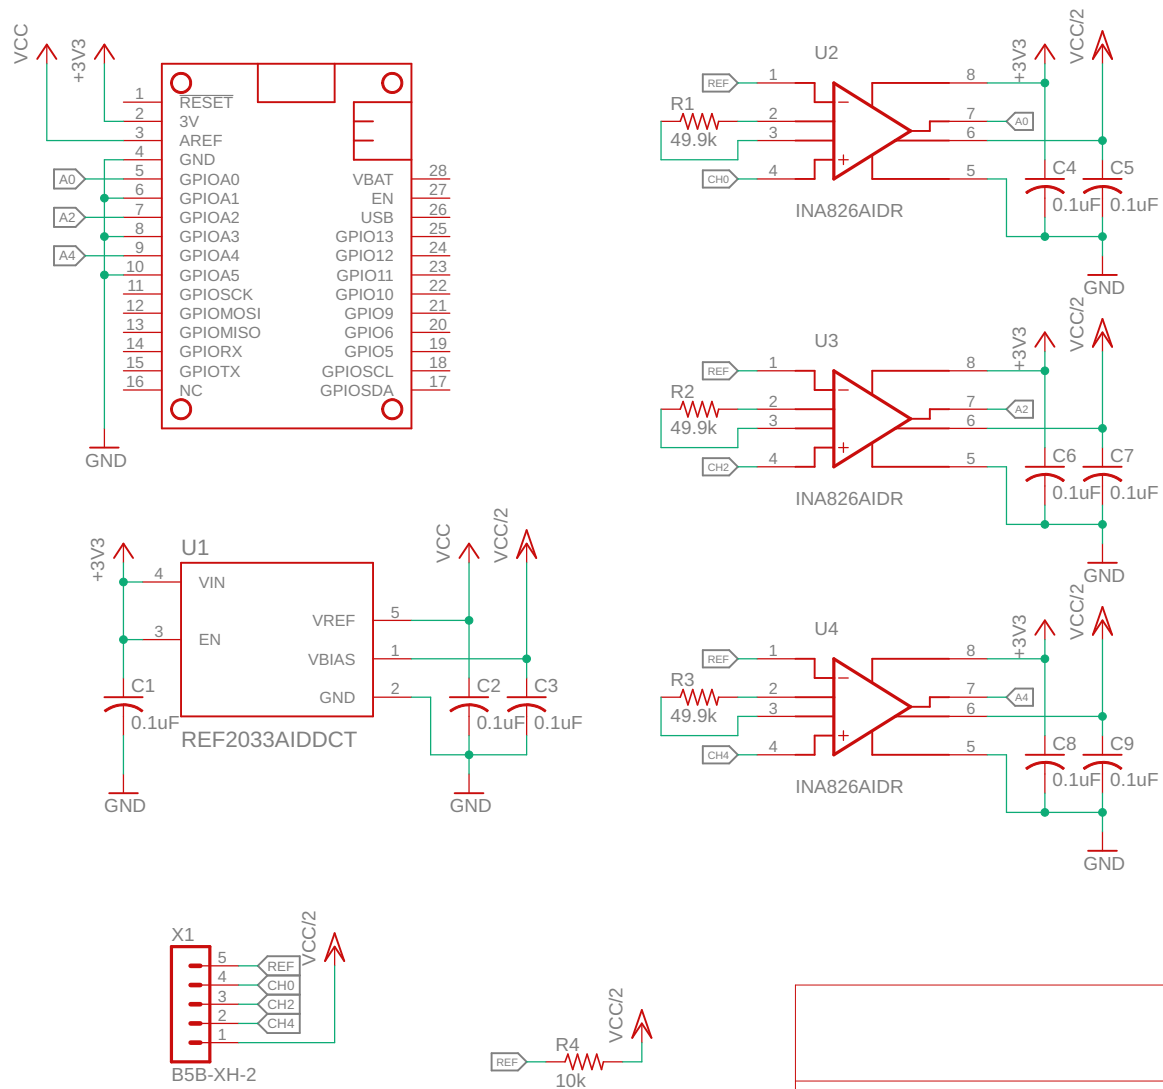 VCC
+3V3
1
RESET
2
3V
3
AREF
4
GND
A0
5
GPIOA0
VBAT
28
6
GPIOA1
EN
27
A2
7
GPIOA2
USB
26
8
GPIOA3
GPIO13
25
A4
9
GPIOA4
GPIO12
24
10
GPIOA5
GPIO11
23
11
GPIOSCK
GPIO10
22
12
GPIOMOSI
GPIO9
21
13
GPIOMISO
GPIO6
20
14
GPIORX
GPIO5
19
15
GPIOTX
GPIOSCL
18
16
NC
GPIOSDA
17
GND
U2
+3V3
VCC/2
REF
1
8
R1
2
7
A0
49.9k
3
6
CH0
4
5
C4
C5
0.1uF
0.1uF
INA826AIDR
GND
U3
+3V3
VCC/2
REF
1
8
R2
2
7
A2
49.9k
3
6
CH2
4
5
C6
C7
0.1uF
0.1uF
INA826AIDR
GND
U4
+3V3
VCC/2
REF
1
8
R3
2
7
A4
49.9k
3
6
CH4
4
5
C8
C9
0.1uF
0.1uF
INA826AIDR
GND
+3V3
U1
VCC
VCC/2
4
VIN
VREF
5
3
EN
VBIAS
1
GND
2
C1
0.1uF
C2
0.1uF
C3
0.1uF
REF2033AIDDCT
GND
GND
X1
VCC/2
5
REF
4
CH0
3
CH2
2
CH4
1
B5B-XH-2
VCC/2
REF
R4
10k